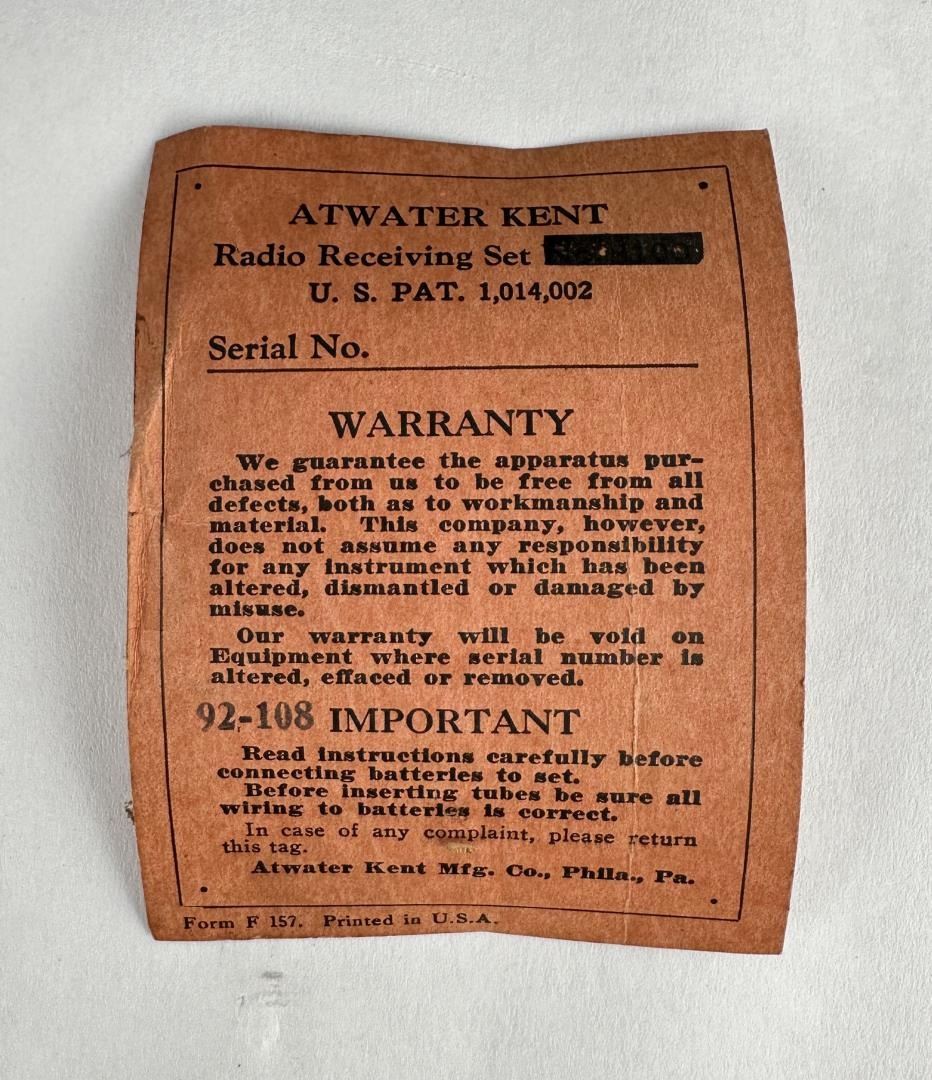 ATWATER KENT
Radio Receiving Set
U. S. PAT. 1,014,002
Serial No.
WARRANTY
We guarantee the apparatus pur-
chased from us to be free from all
defects, both as to workmanship and
material. This company, however,
does not assume any responsibility
for any instrument which has been
altered, dismantled or damaged by
misuse.
Our warranty will be void on
Equipment where serial number is
altered, effaced or removed.
92-108 IMPORTANT
Read instructions carefully before
connecting batteries to set.
Before inserting tubes be sure all
wiring to batteries is correct.
In case of any complaint, please return
this tag.
Atwater Kent Mfg. Co., Phila., Pa.
Form F 157. Printed in U.S.A.